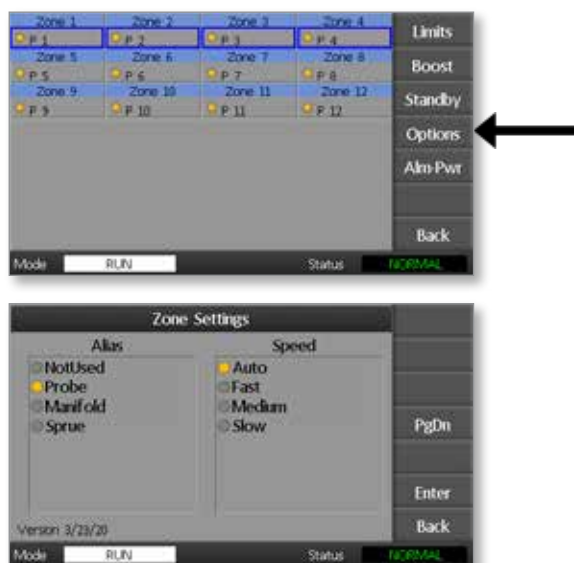 Zone 1 Zone 2 Zone 3 Zone 4 Limits
P 1 P 2 P 3 P 4
Zone 5 Zone 6 Zone 7 Zone 8 Boost
P 5 P 6 P 7 P 8
Zone 9 Zone 10 Zone 11 Zone 12 Standby
P 9 P 10 P 11 P 12
Options
Alm-Pwr
Back
Mode RUN Status NORMAL
Zone Settings
Alias Speed
NotUsed Auto
Probe Fast
Manifold Medium
Sprue Slow
PgDn
Enter
Version 3/23/20 Back
Mode RUN Status NORMAL